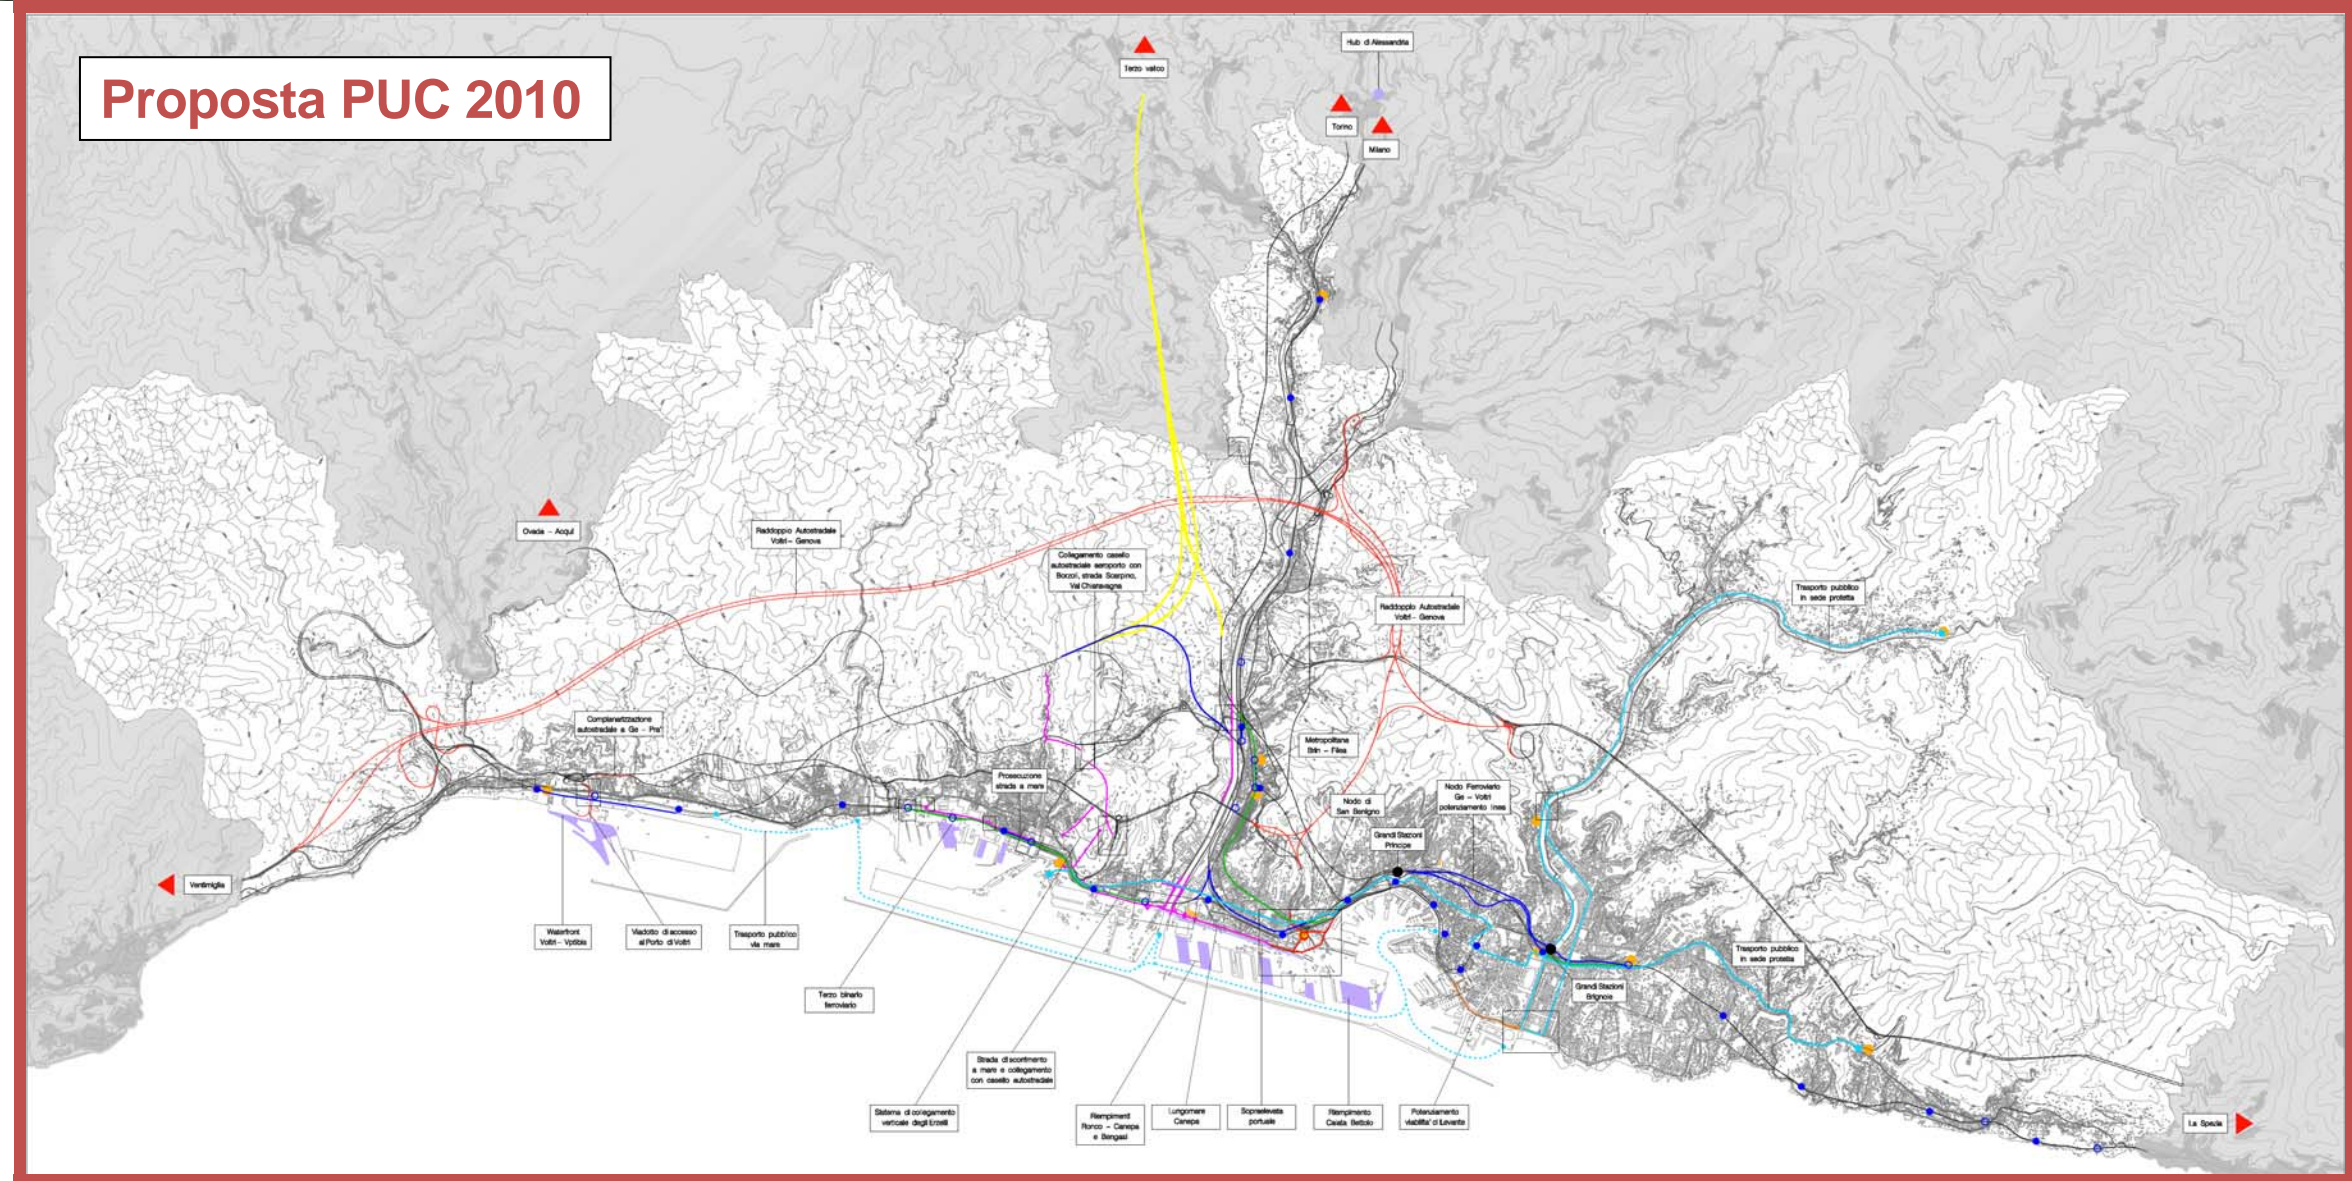 Proposta PUC 2010
Terzo valico
Hub di Alessandria
Torino
Milano
Ovada - Acqui
Raddoppio Autostradale
Voltri - Genova
Collegamento casello
autostradale aeroporto con
Borzoli, strada Scarpino,
Val Chiaravagna
Raddoppio Autostradale
Voltri - Genova
Trasporto pubblico
in sede protetta
Complanarizzazione
autostradale a Ge - Pra'
Prosecuzione
strada a mare
Metropolitana
Brin - Filea
Nodo di
San Benigno
Nodo Ferroviario
Ge - Voltri
potenziamento linea
Grandi Stazioni
Principe
Ventimiglia
Waterfront
Voltri -
Viadotto di accesso
al Porto di Voltri
Trasporto pubblico
via mare
Trasporto pubblico
in sede protetta
Terzo binario
ferroviario
Grandi Stazioni
Brignole
Strada di scorrimento
a mare e collegamento
con casello autostradale
Sistema di collegamento
verticale degli Erzelli
Riempimenti
Ronco - Canepa
e Bengasi
Lungomare
Canepa
Sopraelevata
portuale
Riempimento
Calata Bettolo
Potenziamento
viabilita' di Levante
La Spezia